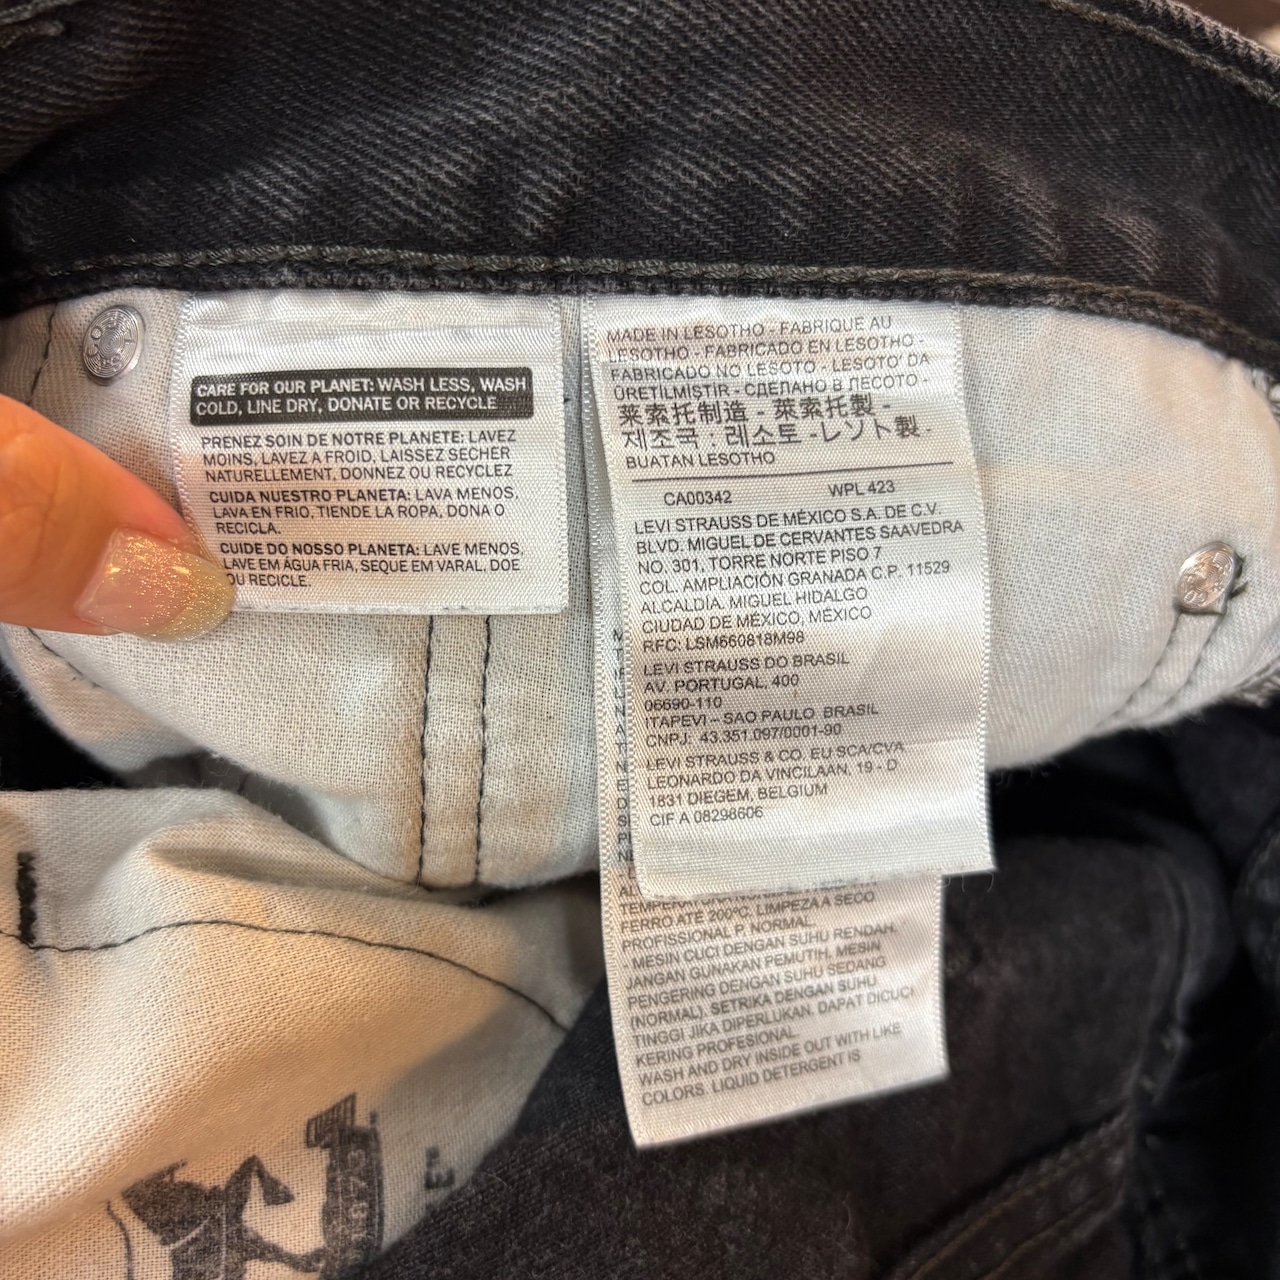 CARE FOR OUR PLANET: WASH LESS, WASH
COLD, LINE DRY, DONATE OR RECYCLE
PRENEZ SOIN DE NOTRE PLANETE: LAVEZ
MOINS, LAVEZ A FROID, LAISSEZ SECHER
NATURELLEMENT, DONNEZ OU RECYCLEZ
CUIDA NUESTRO PLANETA: LAVA MENOS,
LAVA EN FRIO, TIENDE LA ROPA, DONA O
RECICLA.
CUIDE DO NOSSO PLANETA: LAVE MENOS,
LAVE EM ÁGUA FRIA, SEQUE EM VARAL, DOE
OU RECICLE.
MADE IN LESOTHO - FABRIQUE AU
LESOTHO - FABRICADO EN LESOTHO -
FABRICADO NO LESOTO - LESOTO' DA
ÜRETİLMİŞTİR - СДЕЛАНО В ЛЕСОТО -
莱索托制造 - 萊索托製 -
제조국 : 레소토 -レソト製 -
BUATAN LESOTHO
CA00342 WPL 423
LEVI STRAUSS DE MÉXICO S.A. DE C.V.
BLVD. MIGUEL DE CERVANTES SAAVEDRA
NO. 301, TORRE NORTE PISO 7
COL. AMPLIACIÓN GRANADA C.P. 11529
ALCALDIA. MIGUEL HIDALGO
CIUDAD DE MÉXICO, MÉXICO
RFC: LSM660818M98
LEVI STRAUSS DO BRASIL
AV. PORTUGAL, 400
06690-110
ITAPEVI – SAO PAULO BRASIL
CNPJ: 43.351.097/0001-90
LEVI STRAUSS & CO. EU SCA/CVA
LEONARDO DA VINCILAAN, 19 - D
1831 DIEGEM, BELGIUM
CIF A 08298606
FERRO ATÉ 200ºC. LIMPEZA A SECO
PROFISSIONAL P, NORMAL.
. MESIN CUCI DENGAN SUHU RENDAH.
JANGAN GUNAKAN PEMUTIH. MESIN
PENGERING DENGAN SUHU SEDANG
(NORMAL). SETRIKA DENGAN SUHU
TINGGI JIKA DIPERLUKAN. DAPAT DICUCI
KERING PROFESIONAL.
WASH AND DRY INSIDE OUT WITH LIKE
COLORS. LIQUID DETERGENT IS